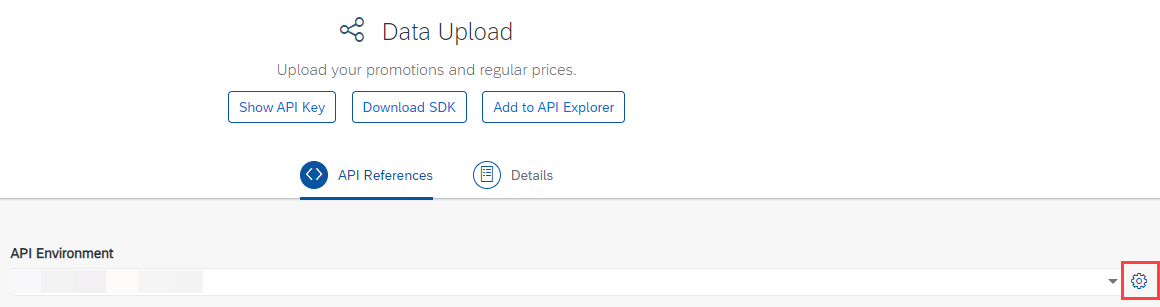 Data Upload
Upload your promotions and regular prices.
Show API Key Download SDK Add to API Explorer
API References Details
API Environment